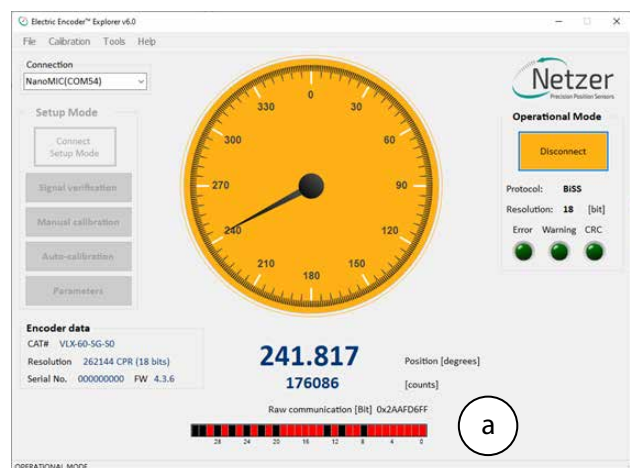 Electric Encoder™ Explorer v6.0
File Calibration Tools Help
Connection
NanoMIC(COM54)
Setup Mode
Connect
Setup Mode
Signal verification
Manual calibration
Auto-calibration
Parameters
0
30
60
90
120
150
180
210
240
270
300
330
Netzer
Precision Position Sensors
Operational Mode
Disconnect
Protocol: BiSS
Resolution: 18 [bit]
Error Warning CRC
Encoder data
CAT# VLX-60-SG-S0
Resolution 262144 CPR (18 bits)
Serial No. 000000000 FW 4.3.6
241.817 Position [degrees]
176086 [counts]
Raw communication [Bit] 0x2AAFD6FF
28 24 20 16 12 8 4 0
a
OPERATIONAL MODE